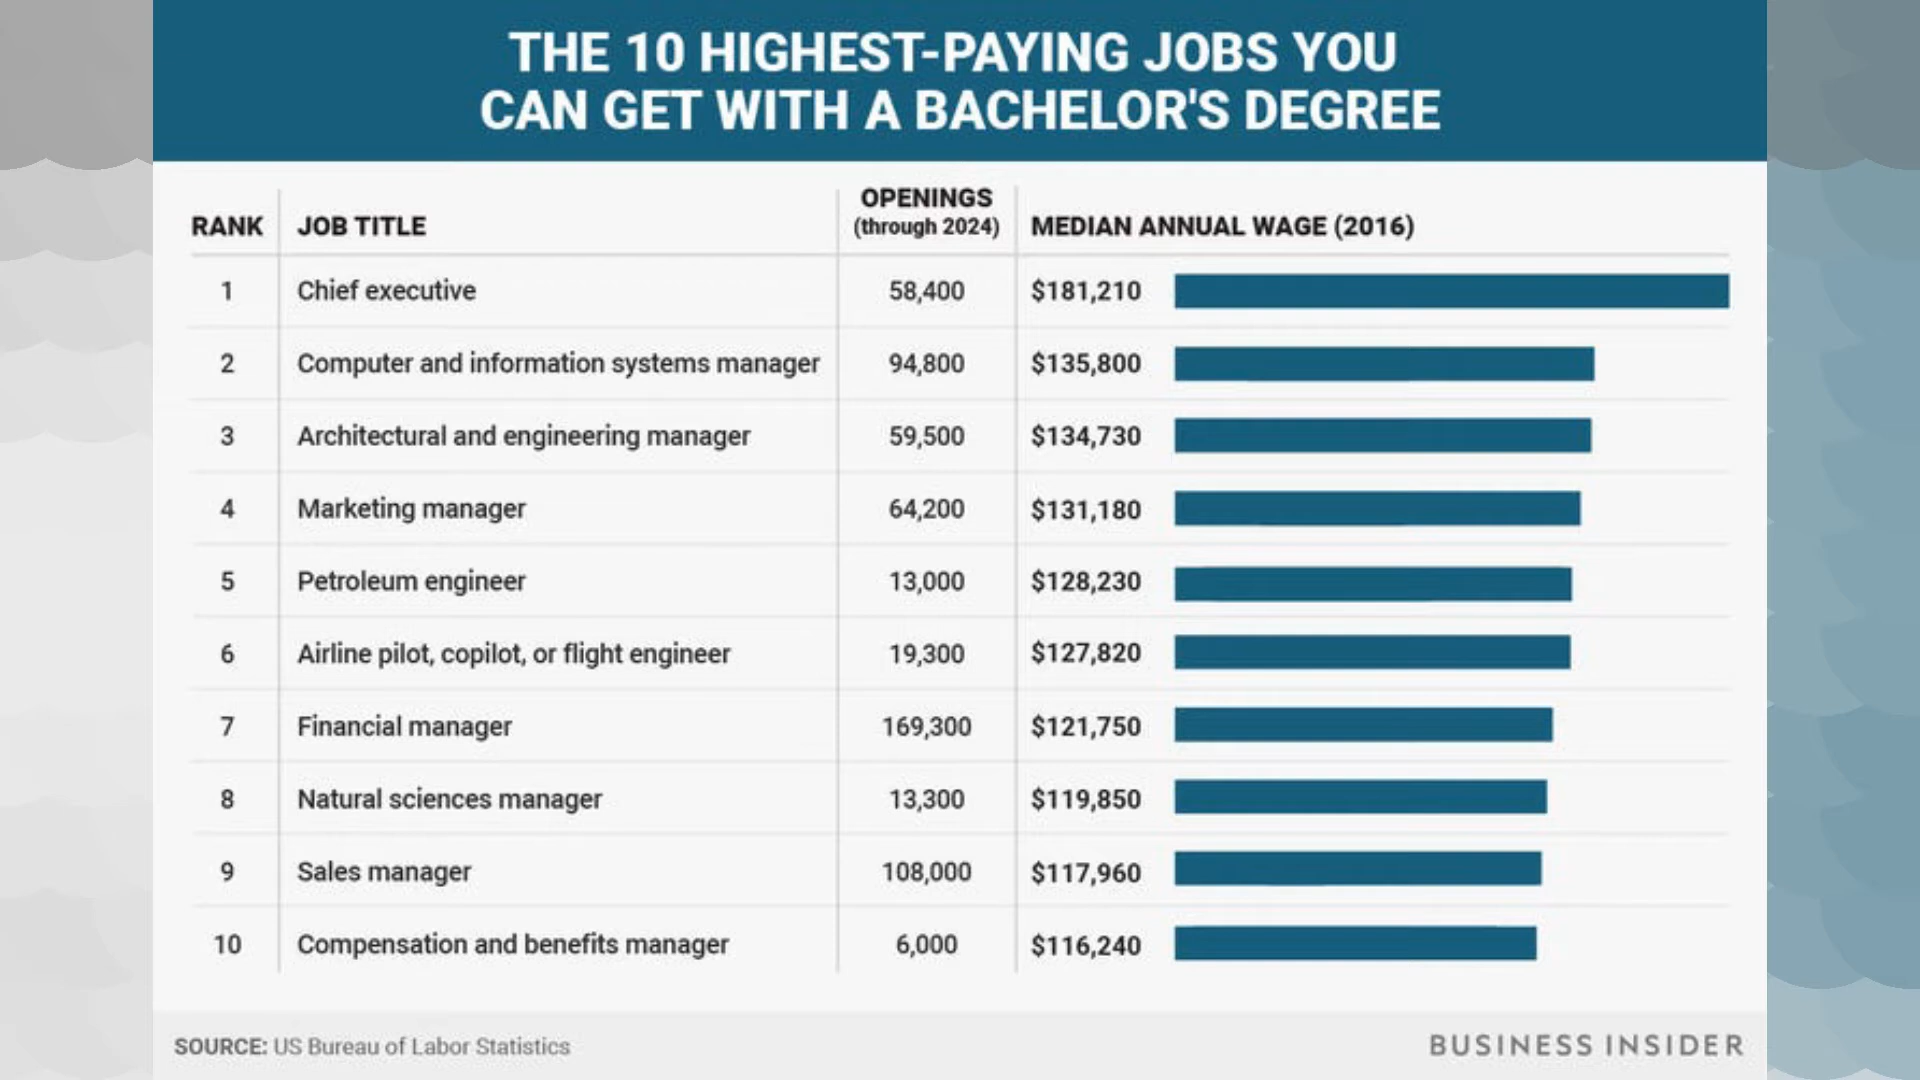 THE 10 HIGHEST-PAYING JOBS YOU
CAN GET WITH A BACHELOR'S DEGREE
RANK JOB TITLE OPENINGS (through 2024) MEDIAN ANNUAL WAGE (2016)
1 Chief executive 58,400 $181,210
2 Computer and information systems manager 94,800 $135,800
3 Architectural and engineering manager 59,500 $134,730
4 Marketing manager 64,200 $131,180
5 Petroleum engineer 13,000 $128,230
6 Airline pilot, copilot, or flight engineer 19,300 $127,820
7 Financial manager 169,300 $121,750
8 Natural sciences manager 13,300 $119,850
9 Sales manager 108,000 $117,960
10 Compensation and benefits manager 6,000 $116,240
SOURCE: US Bureau of Labor Statistics BUSINESS INSIDER